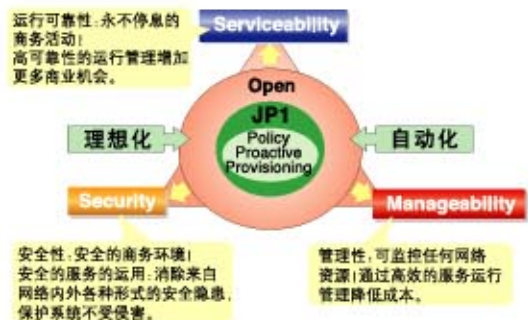 运行可靠性:永不停息的
商务活动!
高可靠性的运行管理增加
更多商业机会。
Serviceability
Open
JP1
Policy
Proactive
Provisioning
理想化
自动化
Security
Manageability
安全性:安全的商务环境!
安全的服务的运用:消除来自
网络内外各种形式的安全隐患,
保护系统不受侵害。
管理性,可监控任何网络
资源!通过高效的服务运行
管理降低成本。